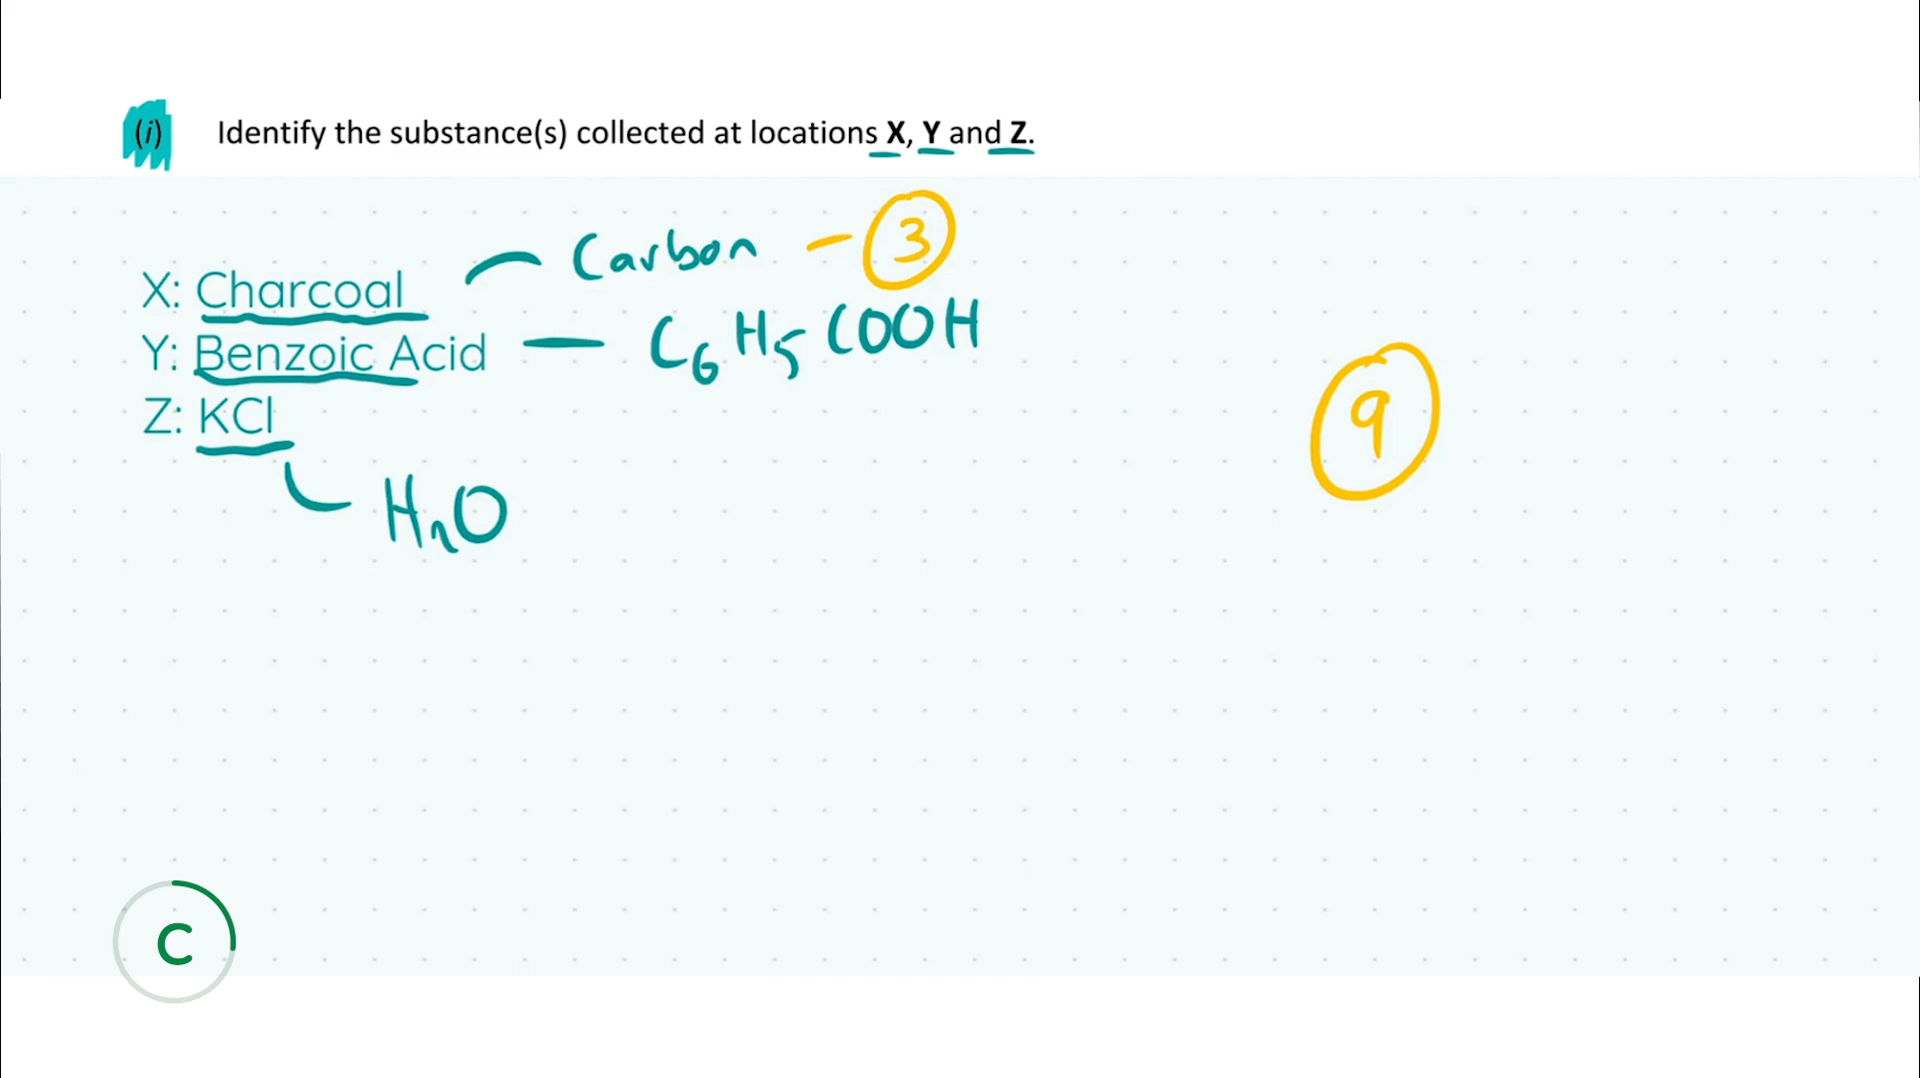 (i) Identify the substance(s) collected at locations X, Y and Z.
X: Charcoal — Carbon — 3
Y: Benzoic Acid — C₆H₅COOH
9
Z: KCl
H₂O
C